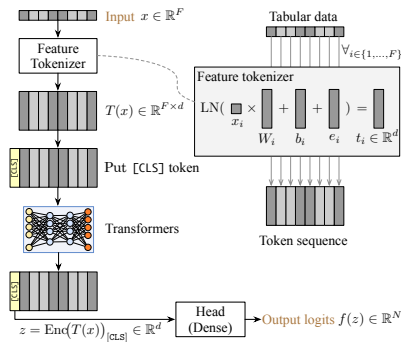 Input x ∈ ℝ^F
Feature
Tokenizer
T(x) ∈ ℝ^{F×d}
[CLS]
Put [CLS] token
Transformers
[CLS]
z = Enc(T(x))_{[CLS]} ∈ ℝ^d
Head
(Dense)
Output logits f(z) ∈ ℝ^N
Tabular data
∀_{i∈{1,...,F}}
Feature tokenizer
LN( x_i × W_i + b_i + e_i ) = t_i ∈ ℝ^d
Token sequence